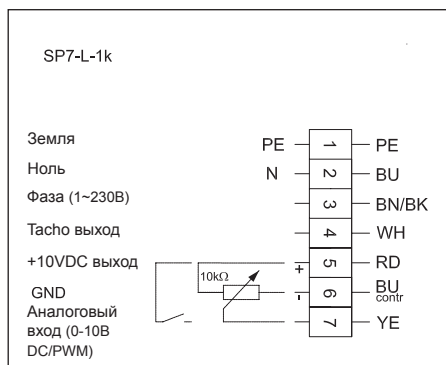 SP7-L-1k
Земля PE 1 PE
Ноль N 2 BU
Фаза (1~230В) 3 BN/BK
Tacho выход 4 WH
+10VDC выход + 5 RD
10kΩ
GND - 6 BU
contr
Аналоговый
вход (0-10В 7 YE
DC/PWM)